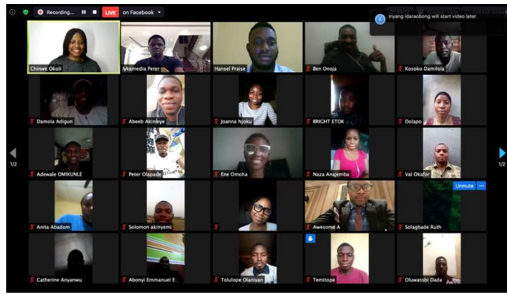 Recording...
LIVE
on Facebook
inyang idaraobong will start video later.
Chinwe Okoli
Iykemedia Peter
Hansel Praise
Ben Onoja
Kosoko Damilola
Damola Adigun
Abeeb Akinleye
Joanna Njoku
BRIGHT ETOK
Dolapo
1/2
1/2
Adewale OMIKUNLE
Peter Olapade
Ene Omoha
Naza Anajemba
Val Okafor
Unmute
...
Anita Abadom
Solomon akinyemi
Awesome A
Solagbade Ruth
Catherine Anyanwu
Abonyi Emmanuel E...
Tolulope Olaniyan
Temitope
Oluwatobi Dada